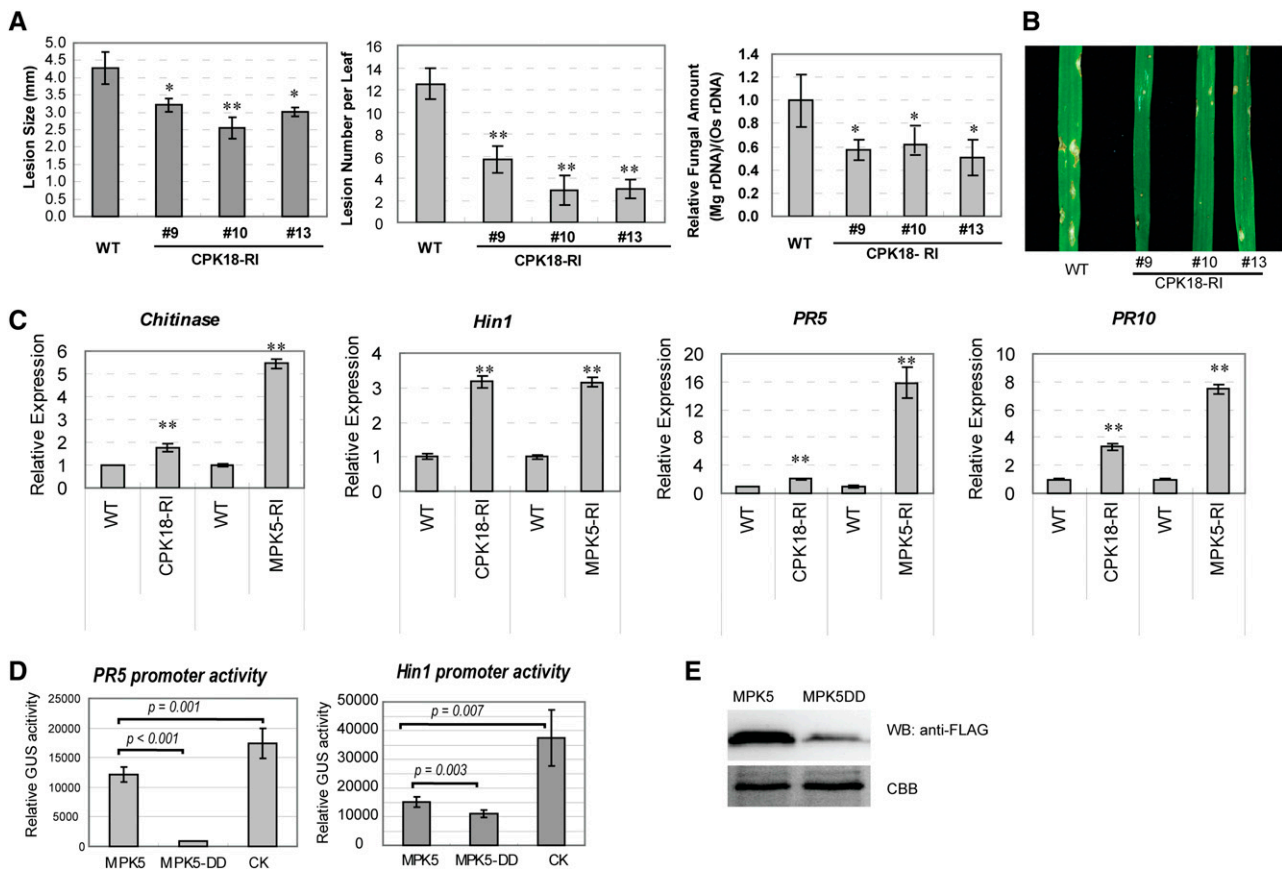 A
Lesion Size (mm)
5.0
4.5
4.0
3.5
3.0
2.5
2.0
1.5
1.0
0.5
0.0
*
**
*
WT
#9
#10
#13
CPK18-RI
Lesion Number per Leaf
16
14
12
10
8
6
4
2
0
**
**
**
WT
#9
#10
#13
CPK18-RI
Relative Fungal Amount
(Mg rDNA)/(Os rDNA)
1.4
1.2
1.0
0.8
0.6
0.4
0.2
0.0
*
*
*
WT
#9
#10
#13
CPK18- RI
B
WT
#9
#10
#13
CPK18-RI
C
Chitinase
Relative Expression
6
5
4
3
2
1
0
**
**
WT
CPK18-RI
WT
MPK5-RI
Hin1
Relative Expression
4
3
2
1
0
**
**
WT
CPK18-RI
WT
MPK5-RI
PR5
Relative Expression
20
16
12
8
4
0
**
**
WT
CPK18-RI
WT
MPK5-RI
PR10
Relative Expression
10
8
6
4
2
0
**
**
WT
CPK18-RI
WT
MPK5-RI
D
PR5 promoter activity
Relative GUS acitivity
25000
20000
15000
10000
5000
0
p = 0.001
p < 0.001
MPK5
MPK5-DD
CK
Hin1 promoter activity
Relative GUS activity
50000
45000
40000
35000
30000
25000
20000
15000
10000
0
p = 0.007
p = 0.003
MPK5
MPK5-DD
CK
E
MPK5
MPK5DD
WB: anti-FLAG
CBB